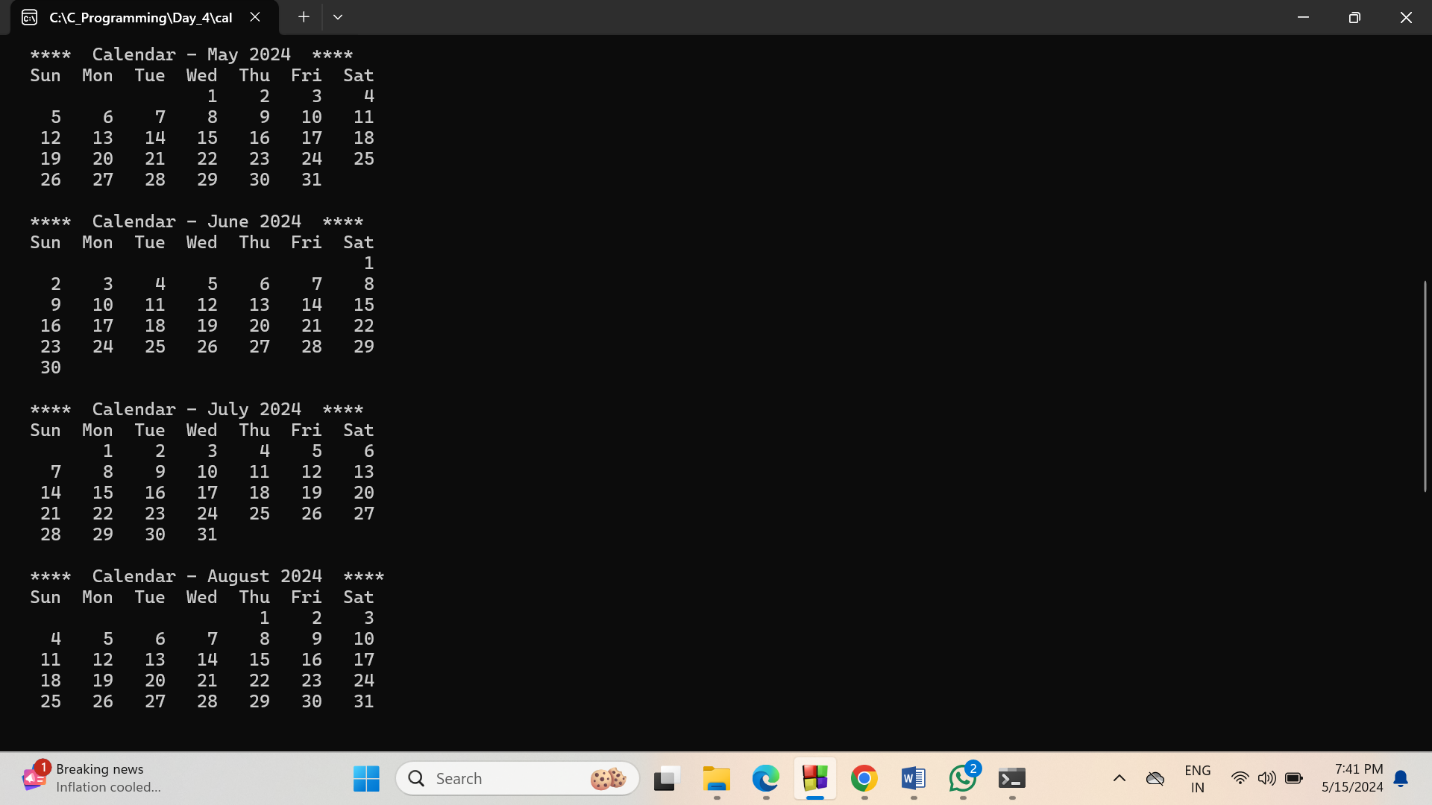 C:\C_Programming\Day_4\cal
**** Calendar - May 2024 ****
Sun Mon Tue Wed Thu Fri Sat
1 2 3 4
5 6 7 8 9 10 11
12 13 14 15 16 17 18
19 20 21 22 23 24 25
26 27 28 29 30 31
**** Calendar - June 2024 ****
Sun Mon Tue Wed Thu Fri Sat
1
2 3 4 5 6 7 8
9 10 11 12 13 14 15
16 17 18 19 20 21 22
23 24 25 26 27 28 29
30
**** Calendar - July 2024 ****
Sun Mon Tue Wed Thu Fri Sat
1 2 3 4 5 6
7 8 9 10 11 12 13
14 15 16 17 18 19 20
21 22 23 24 25 26 27
28 29 30 31
**** Calendar - August 2024 ****
Sun Mon Tue Wed Thu Fri Sat
1 2 3
4 5 6 7 8 9 10
11 12 13 14 15 16 17
18 19 20 21 22 23 24
25 26 27 28 29 30 31
1 Breaking news
Inflation cooled...
Search
W
2
ENG
IN
7:41 PM
5/15/2024